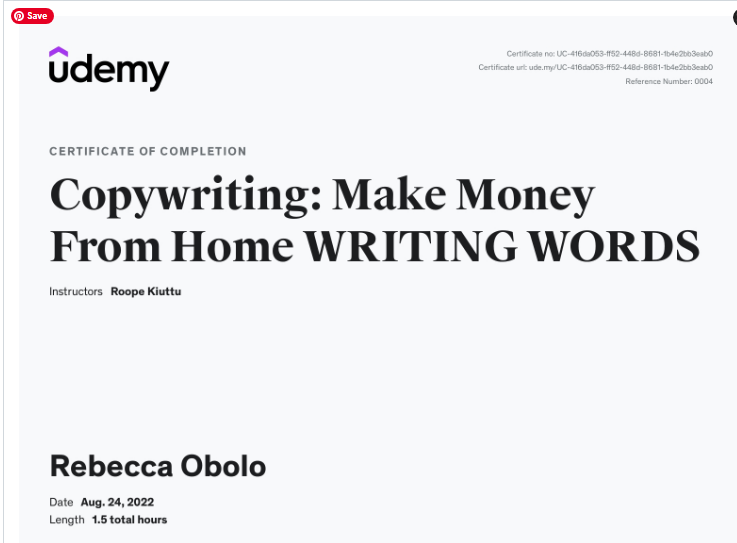 Save
udemy
Certificate no: UC-416da053-ff52-448d-8681-1b4e2bb3eab0
Certificate url: ude.my/UC-416da053-ff52-448d-8681-1b4e2bb3eab0
Reference Number: 0004
CERTIFICATE OF COMPLETION
Copywriting: Make Money
From Home WRITING WORDS
Instructors Roope Kiuttu
Rebecca Obolo
Date Aug. 24, 2022
Length 1.5 total hours